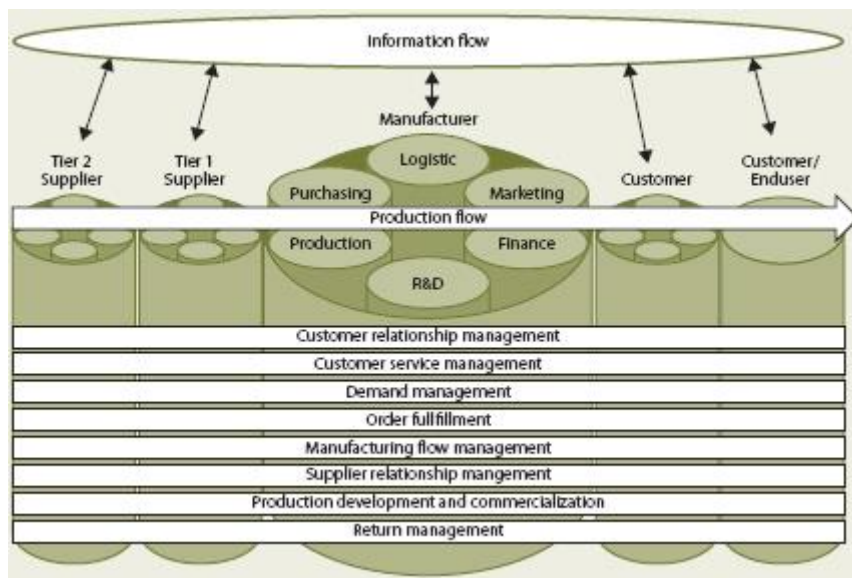 Information flow
Manufacturer
Tier 2
Supplier
Tier 1
Supplier
Logistic
Customer
Customer/
Enduser
Purchasing
Marketing
Production flow
Production
Finance
R&D
Customer relationship management
Customer service management
Demand management
Order fullfillment
Manufacturing flow management
Supplier relationship mangement
Production development and commercialization
Return management